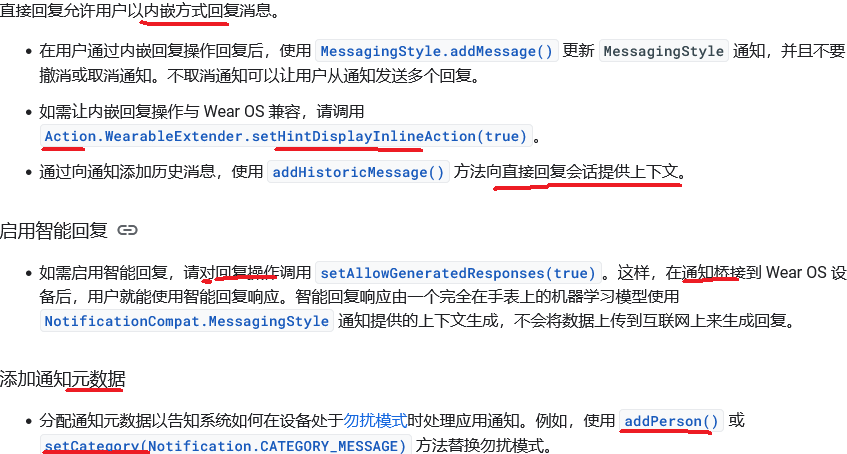 直接回复允许用户以内嵌方式回复消息。
• 在用户通过内嵌回复操作回复后，使用 MessagingStyle.addMessage() 更新 MessagingStyle 通知，并且不要
撤消或取消通知。不取消通知可以让用户从通知发送多个回复。
• 如需让内嵌回复操作与 Wear OS 兼容，请调用
Action.WearableExtender.setHintDisplayInlineAction(true)。
• 通过向通知添加历史消息，使用 addHistoricMessage() 方法向直接回复会话提供上下文。
启用智能回复
• 如需启用智能回复，请对回复操作调用 setAllowGeneratedResponses(true)。这样，在通知桥接到 Wear OS 设
备后，用户就能使用智能回复响应。智能回复响应由一个完全在手表上的机器学习模型使用
NotificationCompat.MessagingStyle 通知提供的上下文生成，不会将数据上传到互联网上来生成回复。
添加通知元数据
• 分配通知元数据以告知系统如何在设备处于勿扰模式时处理应用通知。例如，使用 addPerson() 或
setCategory(Notification.CATEGORY_MESSAGE) 方法替换勿扰模式。